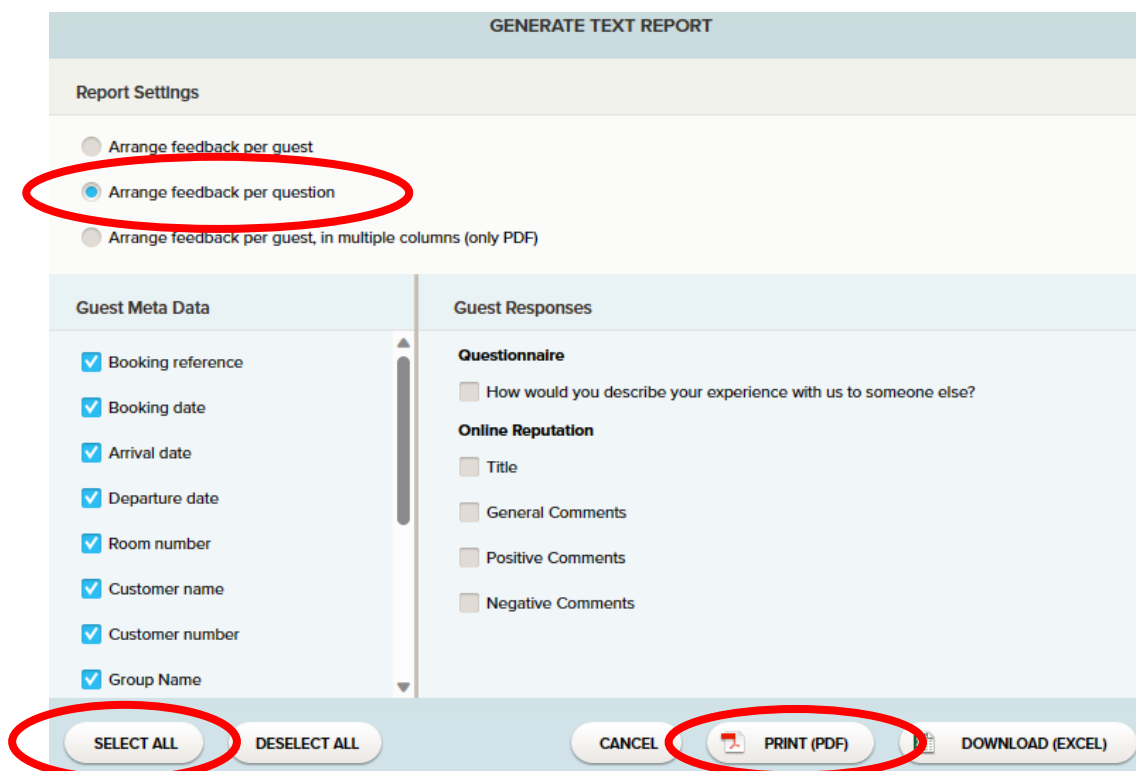 GENERATE TEXT REPORT
Report Settings
Arrange feedback per guest
Arrange feedback per question
Arrange feedback per guest, in multiple columns (only PDF)
Guest Meta Data
Booking reference
Booking date
Arrival date
Departure date
Room number
Customer name
Customer number
Group Name
Guest Responses
Questionnaire
How would you describe your experience with us to someone else?
Online Reputation
Title
General Comments
Positive Comments
Negative Comments
SELECT ALL
DESELECT ALL
CANCEL
PRINT (PDF)
DOWNLOAD (EXCEL)